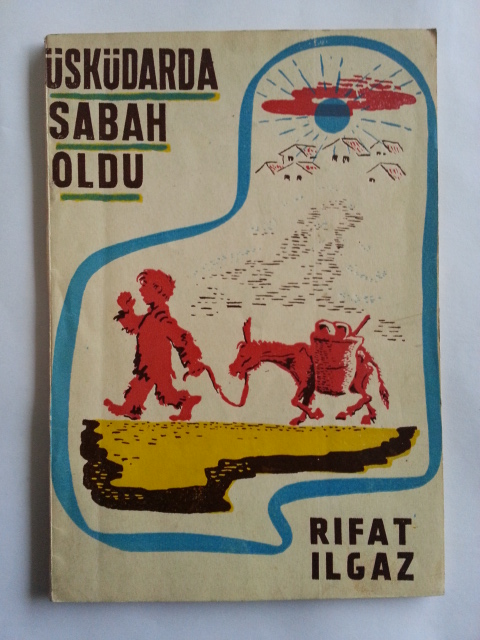 ÜSKÜDARDA
SABAH
OLDU
RIFAT
ILGAZ